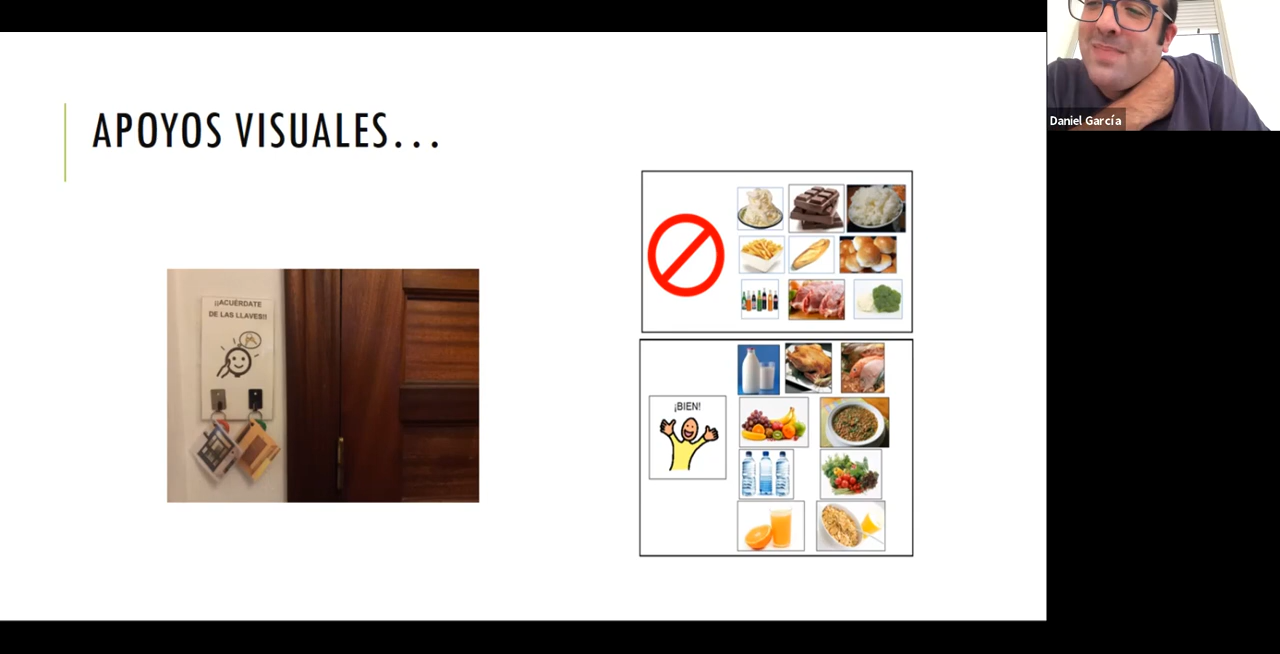 APOYOS VISUALES...
¡¡ACUÉRDATE
DE LAS LLAVES!!
¡BIEN!
Daniel García